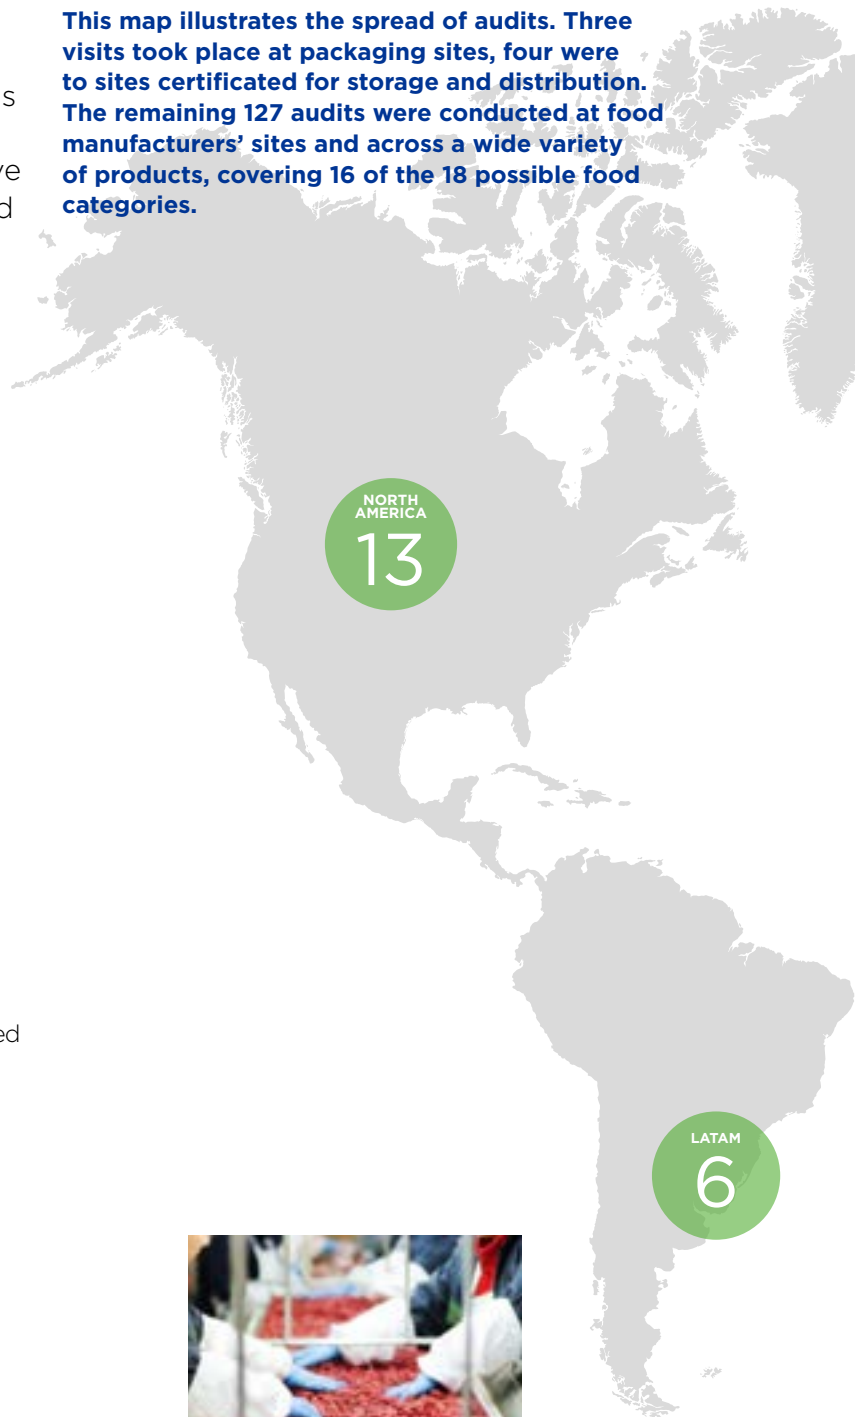 This map illustrates the spread of audits. Three
visits took place at packaging sites, four were
to sites certificated for storage and distribution.
The remaining 127 audits were conducted at food
manufacturers’ sites and across a wide variety
of products, covering 16 of the 18 possible food
categories.
NORTH
AMERICA
13
LATAM
6